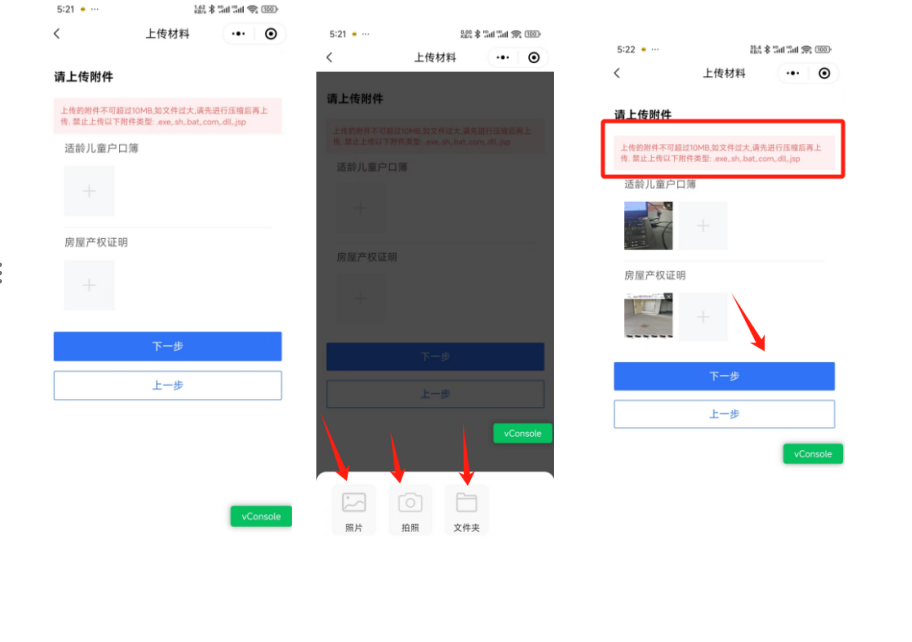 5:21
上传材料
请上传附件
上传的附件不可超过10MB,如文件过大,请先进行压缩后再上
传. 禁止上传以下附件类型: .exe,.sh,.bat,.com,.dll,.jsp
适龄儿童户口簿
房屋产权证明
下一步
上一步
vConsole
5:21
上传材料
请上传附件
上传的附件不可超过10MB,如文件过大,请先进行压缩后再上
传. 禁止上传以下附件类型: .exe,.sh,.bat,.com,.dll,.jsp
适龄儿童户口簿
房屋产权证明
下一步
上一步
vConsole
照片
拍照
文件夹
5:22
上传材料
请上传附件
上传的附件不可超过10MB,如文件过大,请先进行压缩后再上
传. 禁止上传以下附件类型: .exe,.sh,.bat,.com,.dll,.jsp
适龄儿童户口簿
房屋产权证明
下一步
上一步
vConsole